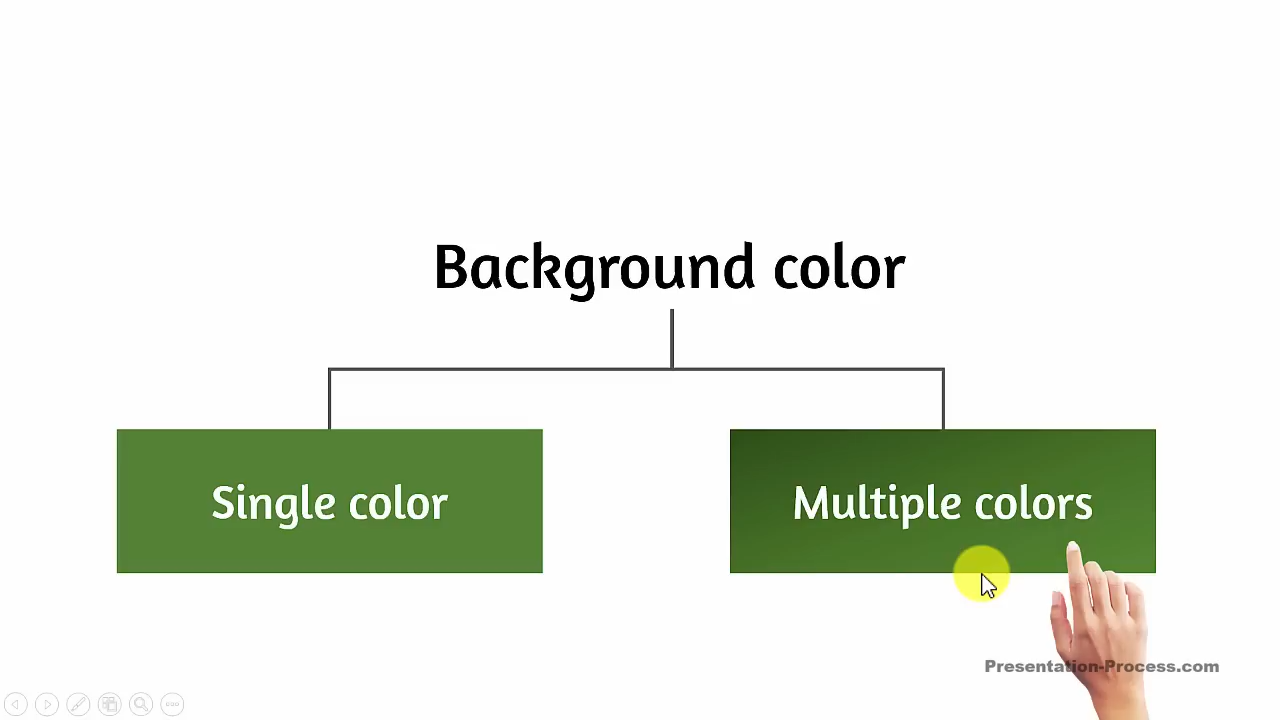 Background color
Single color
Multiple colors
Presentation-Process.com